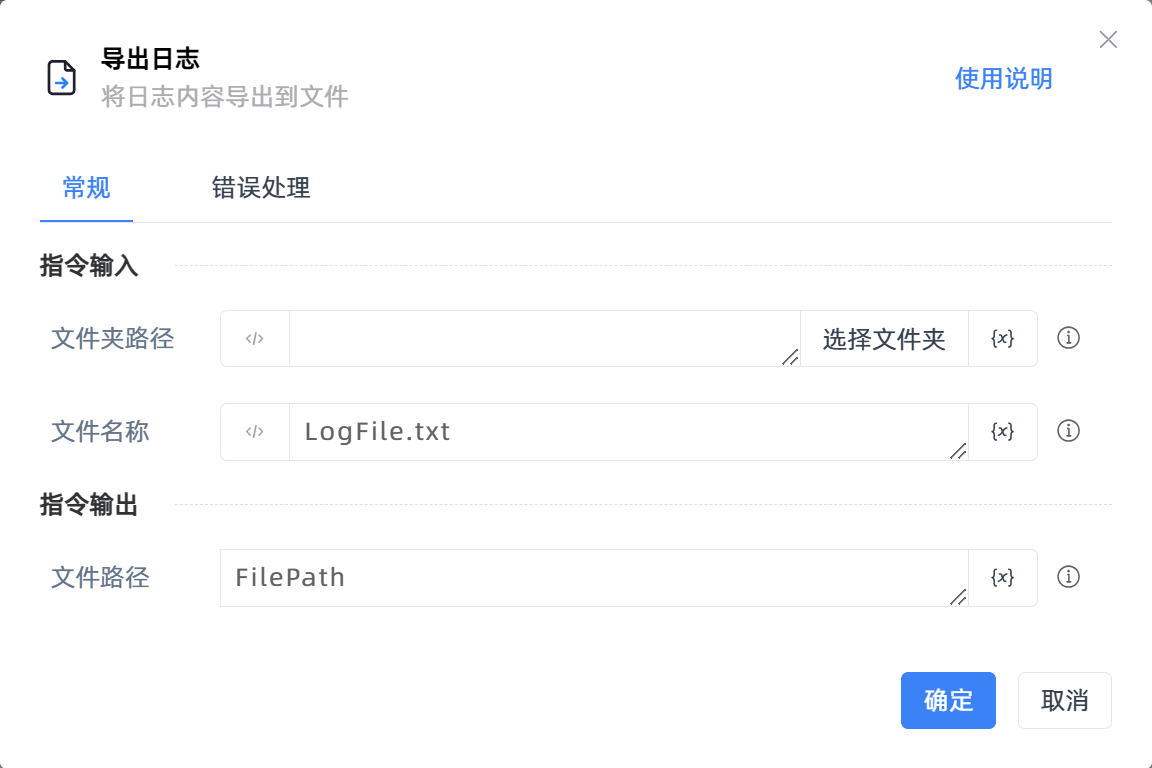 导出日志
将日志内容导出到文件
使用说明
常规 错误处理
指令输入
文件夹路径 </> 选择文件夹 {x}
文件名称 </> LogFile.txt {x}
指令输出
文件路径 FilePath {x}
确定 取消